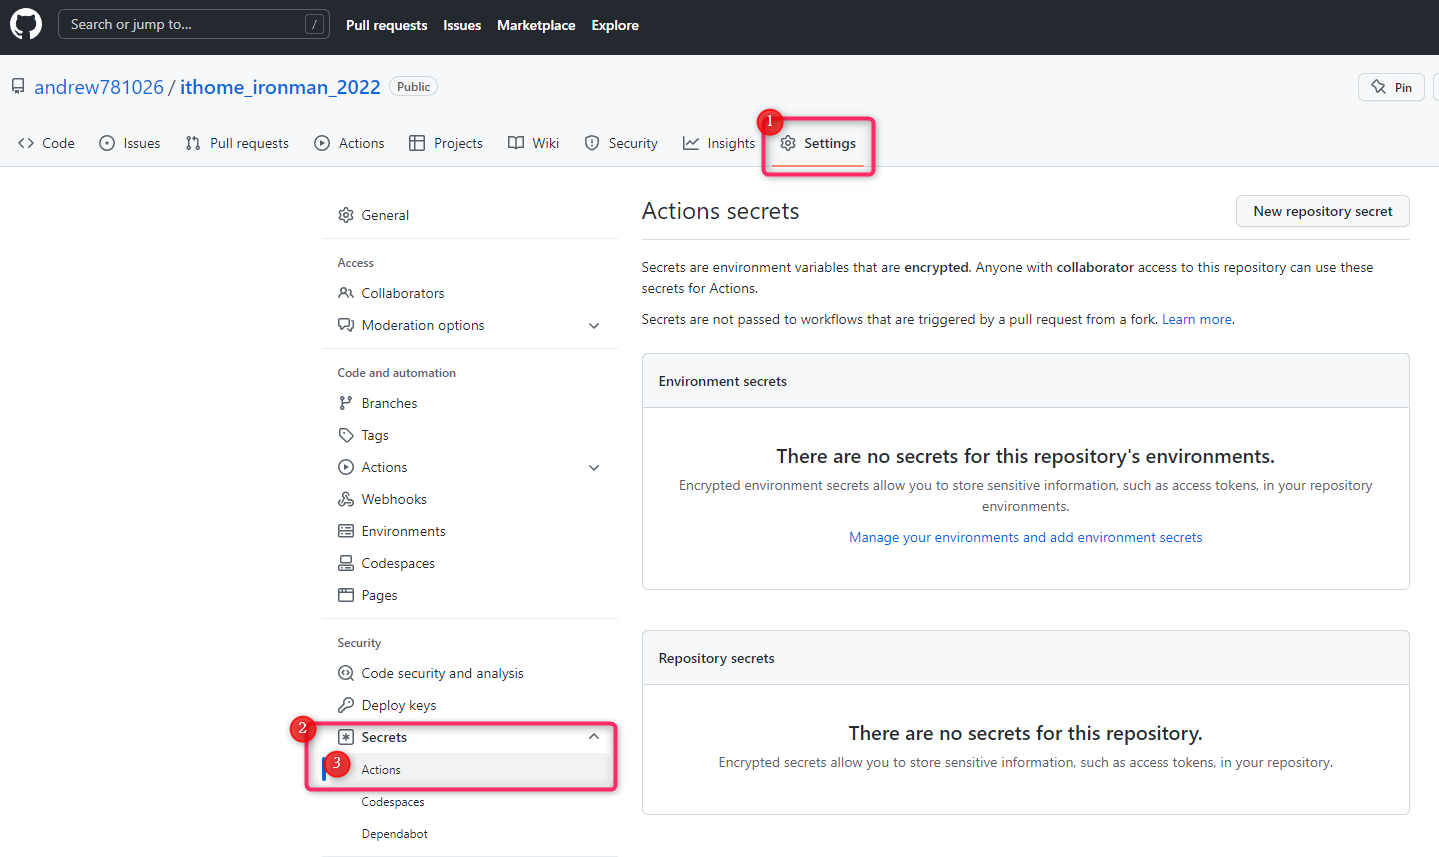 Search or jump to... /
Pull requests Issues Marketplace Explore
andrew781026 / ithome_ironman_2022 Public
Pin
Code Issues Pull requests Actions Projects Wiki Security Insights 1 Settings
General
Access
Collaborators
Moderation options
Code and automation
Branches
Tags
Actions
Webhooks
Environments
Codespaces
Pages
Security
Code security and analysis
Deploy keys
2 Secrets
3 Actions
Codespaces
Dependabot
Actions secrets
New repository secret
Secrets are environment variables that are encrypted. Anyone with collaborator access to this repository can use these
secrets for Actions.
Secrets are not passed to workflows that are triggered by a pull request from a fork. Learn more.
Environment secrets
There are no secrets for this repository's environments.
Encrypted environment secrets allow you to store sensitive information, such as access tokens, in your repository
environments.
Manage your environments and add environment secrets
Repository secrets
There are no secrets for this repository.
Encrypted secrets allow you to store sensitive information, such as access tokens, in your repository.